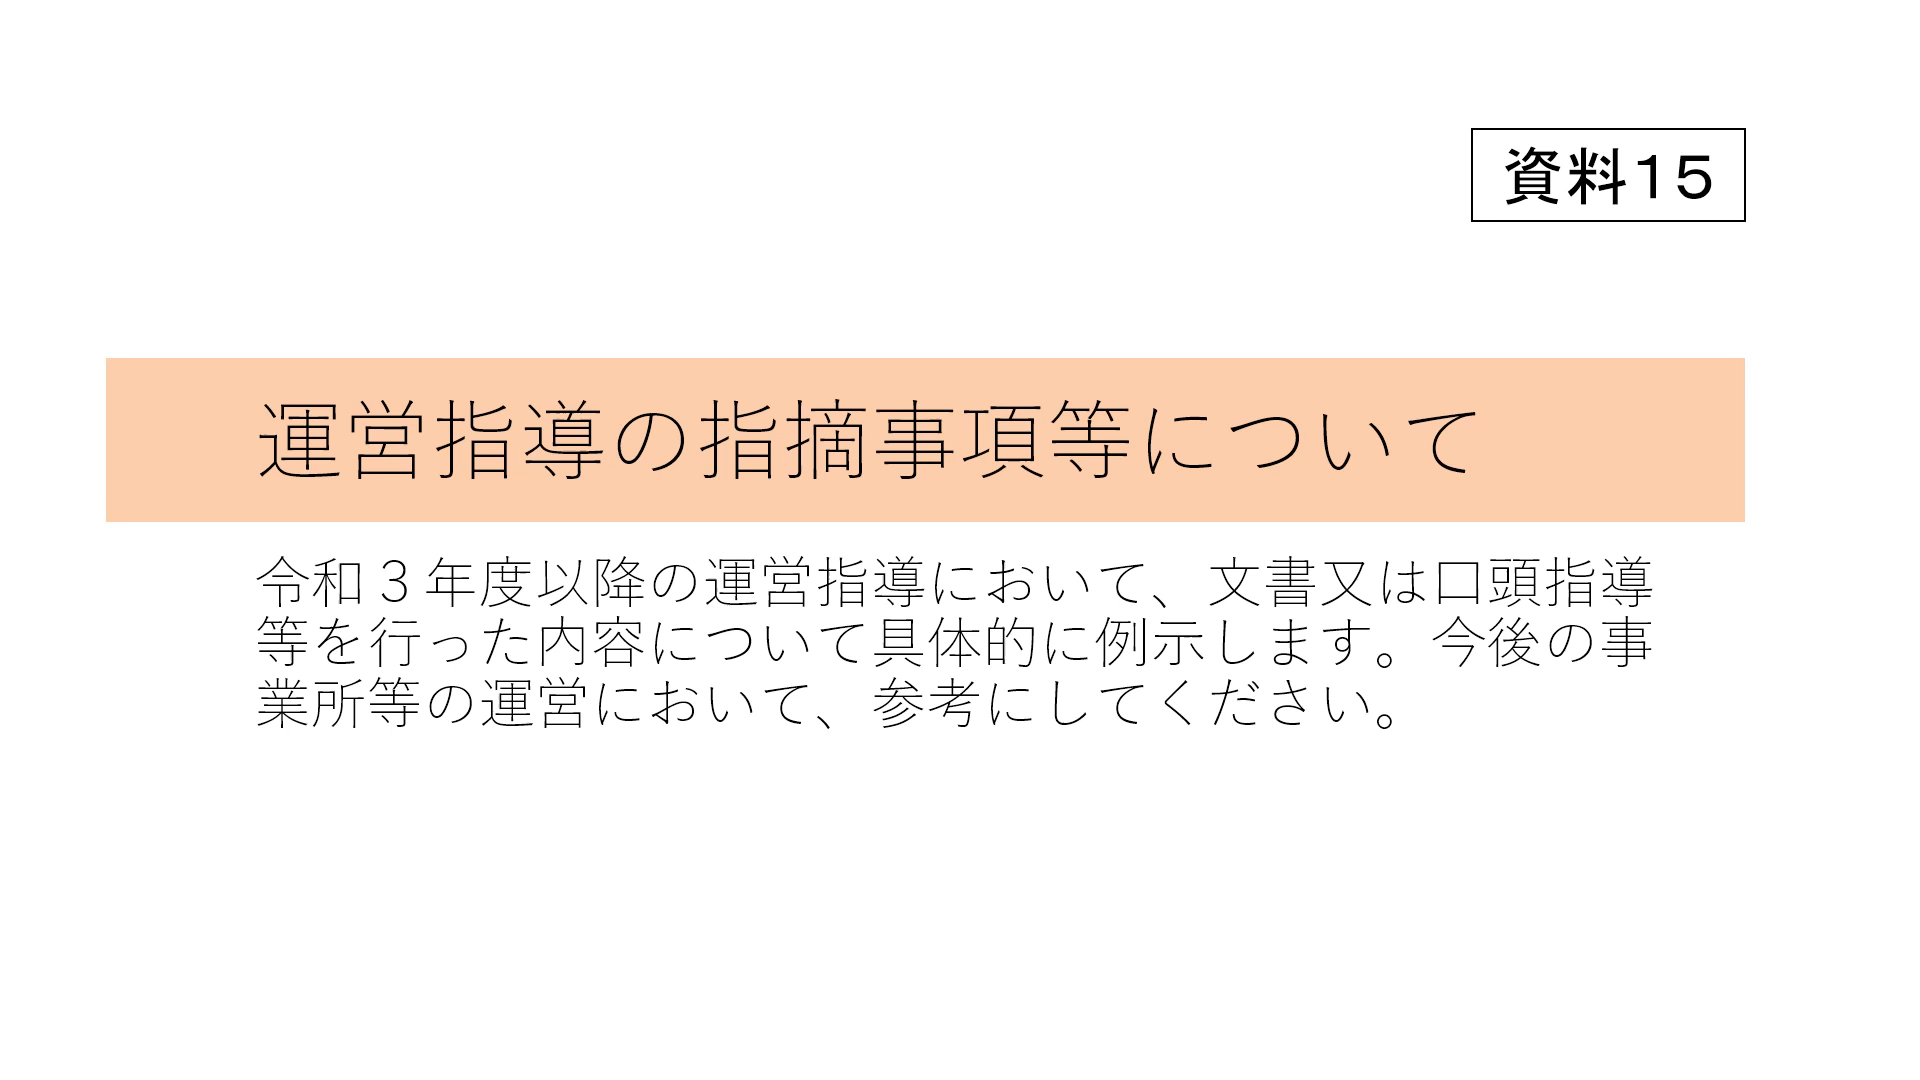 資料１５
運営指導の指摘事項等について
令和３年度以降の運営指導において、文書又は口頭指導
等を行った内容について具体的に例示します。今後の事
業所等の運営において、参考にしてください。